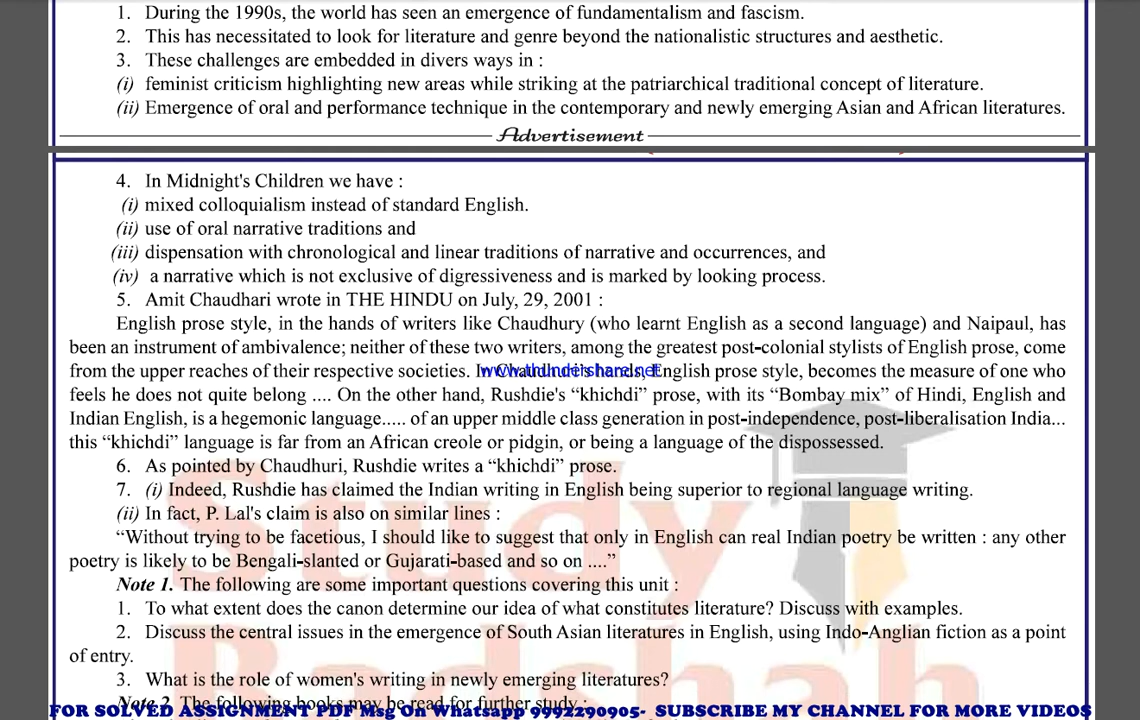 1. During the 1990s, the world has seen an emergence of fundamentalism and fascism.
2. This has necessitated to look for literature and genre beyond the nationalistic structures and aesthetic.
3. These challenges are embedded in divers ways in :
(i) feminist criticism highlighting new areas while striking at the patriarchical traditional concept of literature.
(ii) Emergence of oral and performance technique in the contemporary and newly emerging Asian and African literatures.
Advertisement
4. In Midnight's Children we have :
(i) mixed colloquialism instead of standard English.
(ii) use of oral narrative traditions and
(iii) dispensation with chronological and linear traditions of narrative and occurrences, and
(iv) a narrative which is not exclusive of digressiveness and is marked by looking process.
5. Amit Chaudhari wrote in THE HINDU on July, 29, 2001 :
English prose style, in the hands of writers like Chaudhury (who learnt English as a second language) and Naipaul, has
been an instrument of ambivalence; neither of these two writers, among the greatest post-colonial stylists of English prose, come
from the upper reaches of their respective societies. In hands, English prose style, becomes the measure of one who
www.thundershare.net
feels he does not quite belong .... On the other hand, Rushdie's “khichdi” prose, with its “Bombay mix” of Hindi, English and
Indian English, is a hegemonic language..... of an upper middle class generation in post-independence, post-liberalisation India...
this “khichdi” language is far from an African creole or pidgin, or being a language of the dispossessed.
6. As pointed by Chaudhuri, Rushdie writes a “khichdi” prose.
7. (i) Indeed, Rushdie has claimed the Indian writing in English being superior to regional language writing.
(ii) In fact, P. Lal's claim is also on similar lines :
“Without trying to be facetious, I should like to suggest that only in English can real Indian poetry be written : any other
poetry is likely to be Bengali-slanted or Gujarati-based and so on ....”
Note 1. The following are some important questions covering this unit :
1. To what extent does the canon determine our idea of what constitutes literature? Discuss with examples.
2. Discuss the central issues in the emergence of South Asian literatures in English, using Indo-Anglian fiction as a point
of entry.
3. What is the role of women's writing in newly emerging literatures?
Note 2. The following books may be read for further study :
FOR SOLVED ASSIGNMENT PDF Msg On Whatsapp 9992290905- SUBSCRIBE MY CHANNEL FOR MORE VIDEOS
Study
Badshah